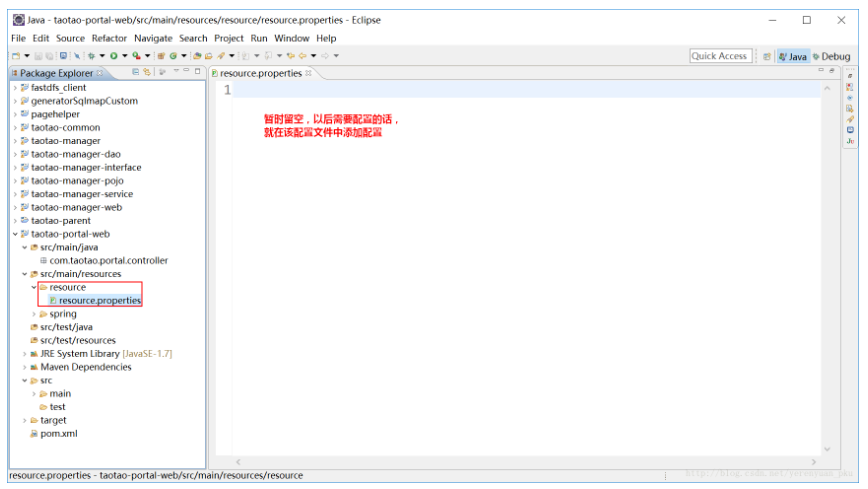 Java - taotao-portal-web/src/main/resources/resource/resource.properties - Eclipse
File Edit Source Refactor Navigate Search Project Run Window Help
Quick Access Java Debug
Package Explorer
resource.properties
1
fastdfs_client
generatorSqlmapCustom
pagehelper
taotao-common
taotao-manager
taotao-manager-dao
taotao-manager-interface
taotao-manager-pojo
taotao-manager-service
taotao-manager-web
taotao-parent
taotao-portal-web
src/main/java
com.taotao.portal.controller
src/main/resources
resource
resource.properties
spring
src/test/java
src/test/resources
JRE System Library [JavaSE-1.7]
Maven Dependencies
src
main
test
target
pom.xml
暂时留空，以后需要配置的话，
就在该配置文件中添加配置
resource.properties - taotao-portal-web/src/main/resources/resource